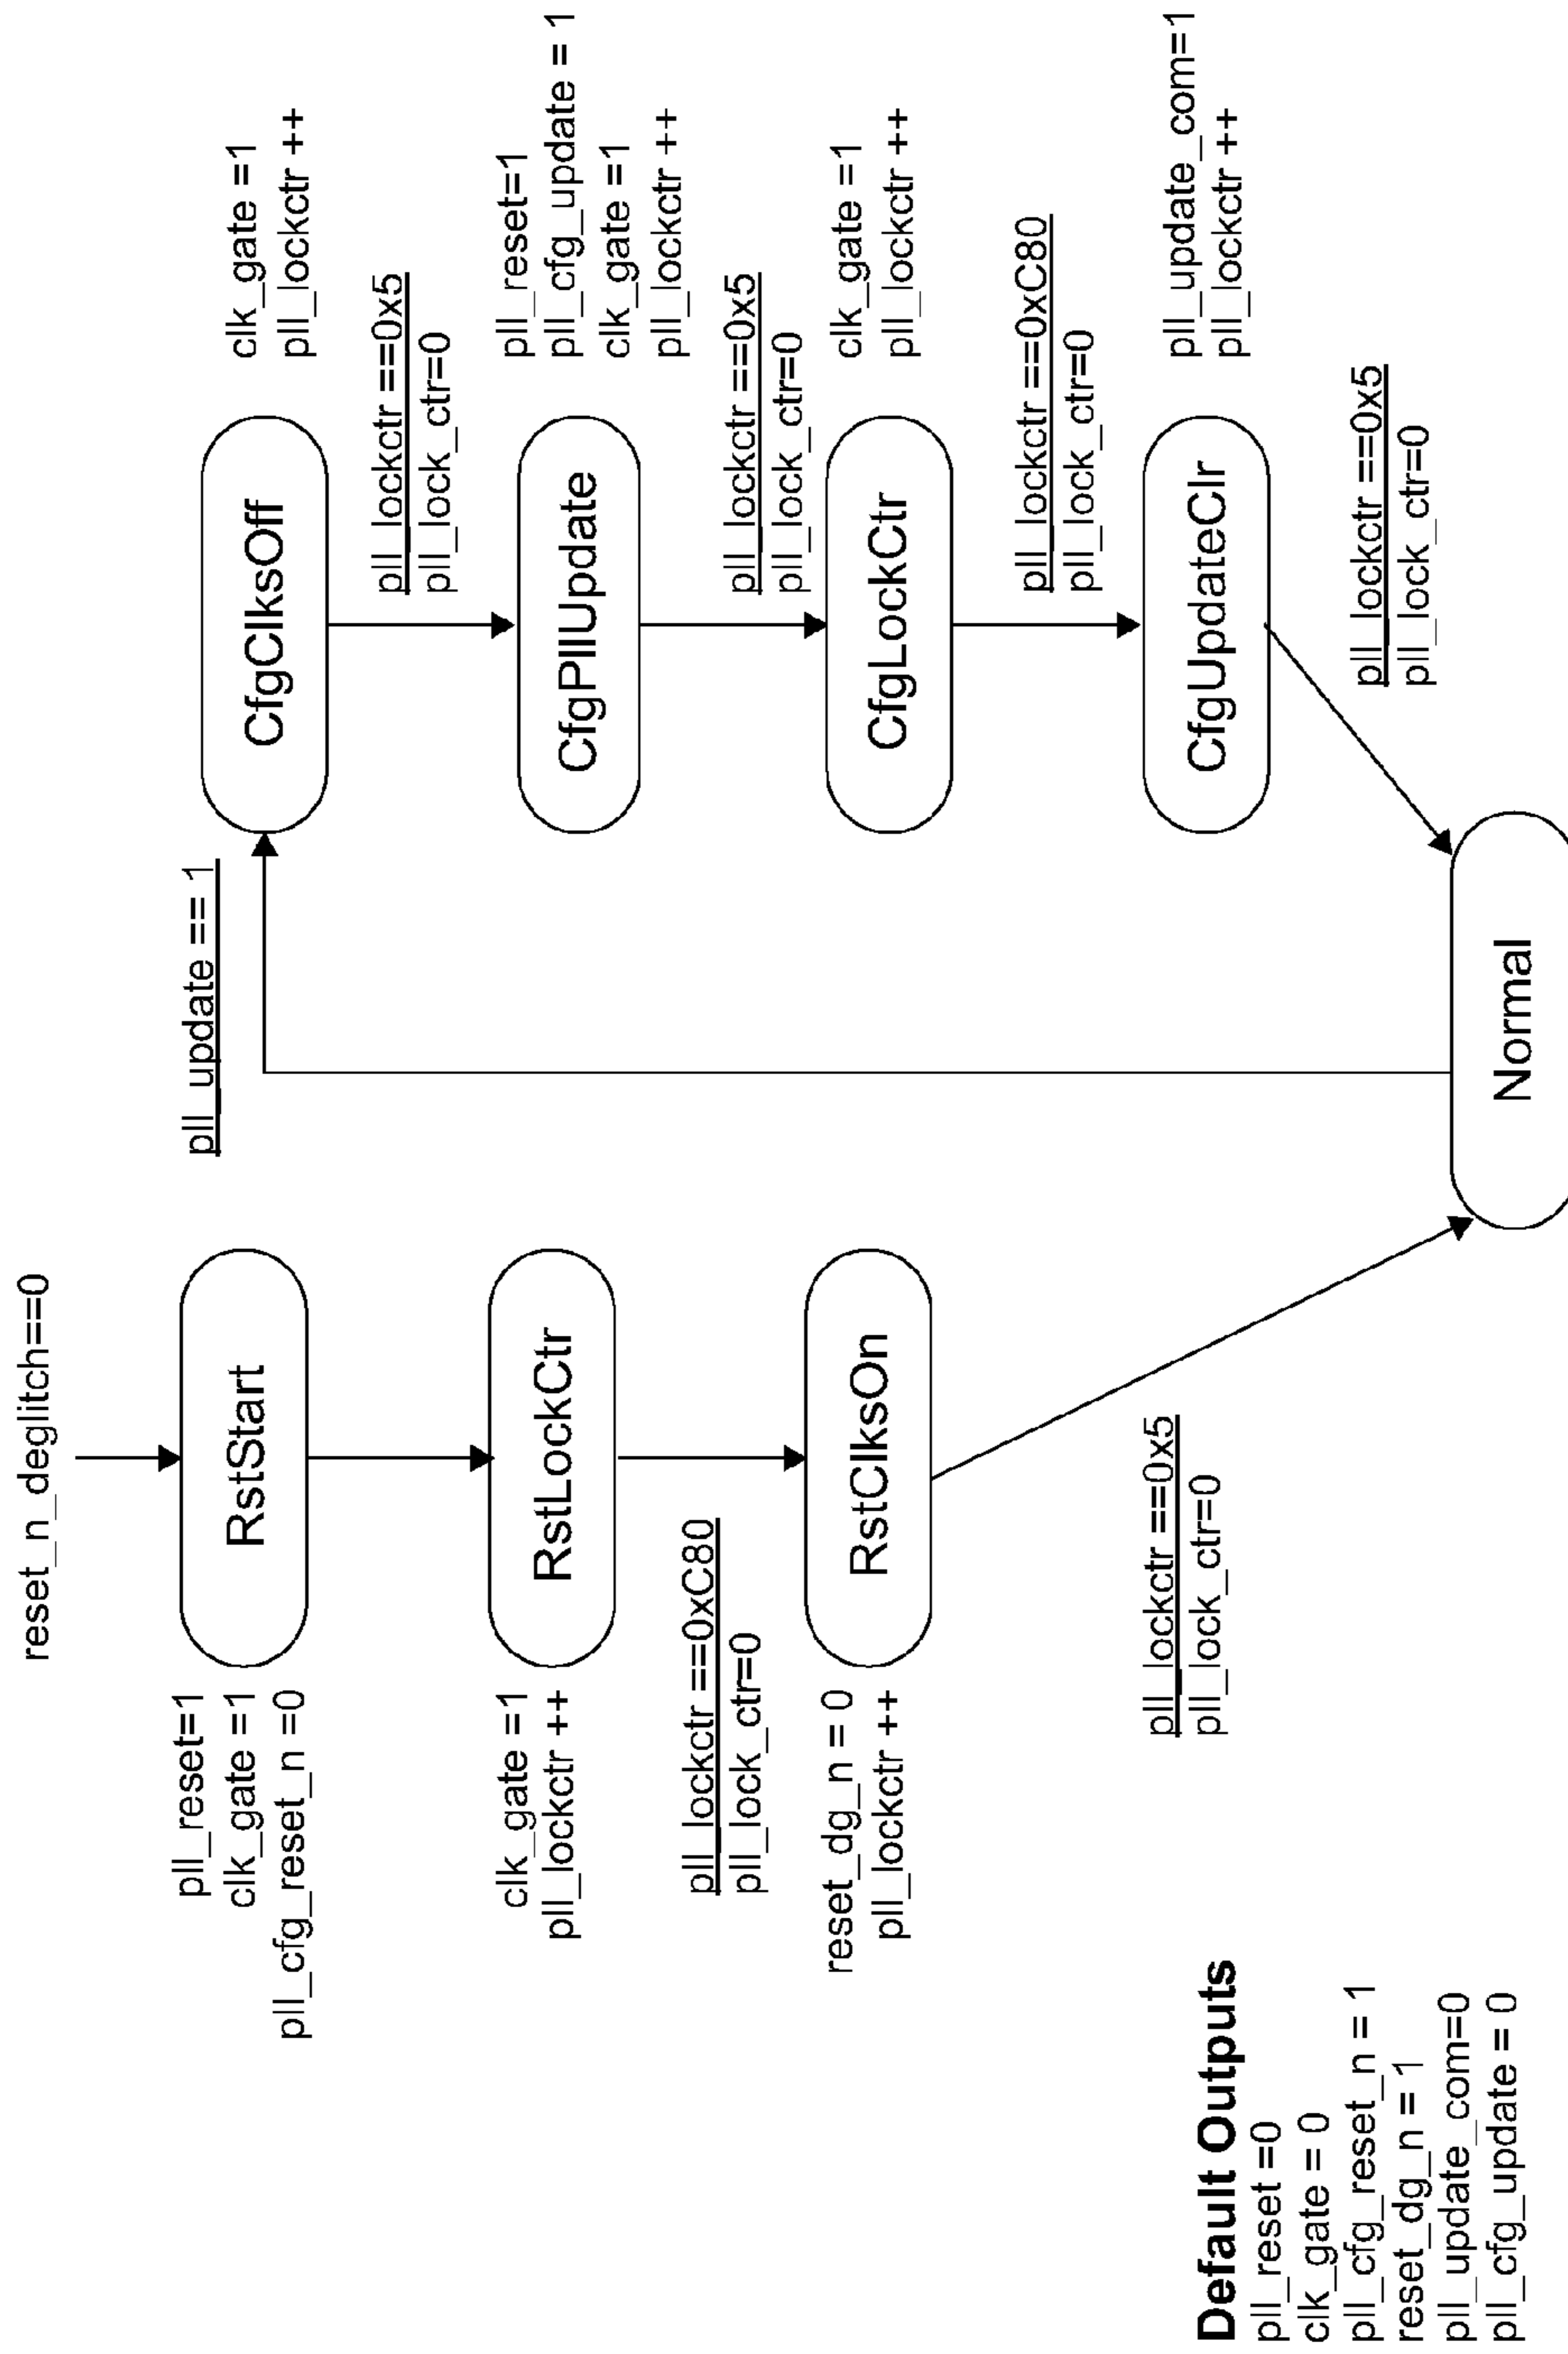 reset_n_deglitch==0
pll_reset=1
clk_gate =1
pll_cfg_reset_n =0
RstStart
clk_gate =1
pll_lockctr ++
RstLockCtr
pll_lockctr ==0xC80
pll_lock_ctr=0
reset_dg_n = 0
pll_lockctr ++
RstClksOn
pll_lockctr ==0x5
pll_lock_ctr=0
pll_update == 1
CfgClksOff
clk_gate =1
pll_lockctr ++
pll_lockctr ==0x5
pll_lock_ctr=0
CfgPllUpdate
pll_reset=1
pll_cfg_update = 1
clk_gate =1
pll_lockctr ++
pll_lockctr ==0x5
pll_lock_ctr=0
CfgLockCtr
clk_gate =1
pll_lockctr ++
pll_lockctr ==0xC80
pll_lock_ctr=0
CfgUpdateClr
pll_update_com=1
pll_lockctr ++
pll_lockctr ==0x5
pll_lock_ctr=0
Normal
Default Outputs
pll_reset =0
clk_gate = 0
pll_cfg_reset_n = 1
reset_dg_n = 1
pll_update_com=0
pll_cfg_update = 0